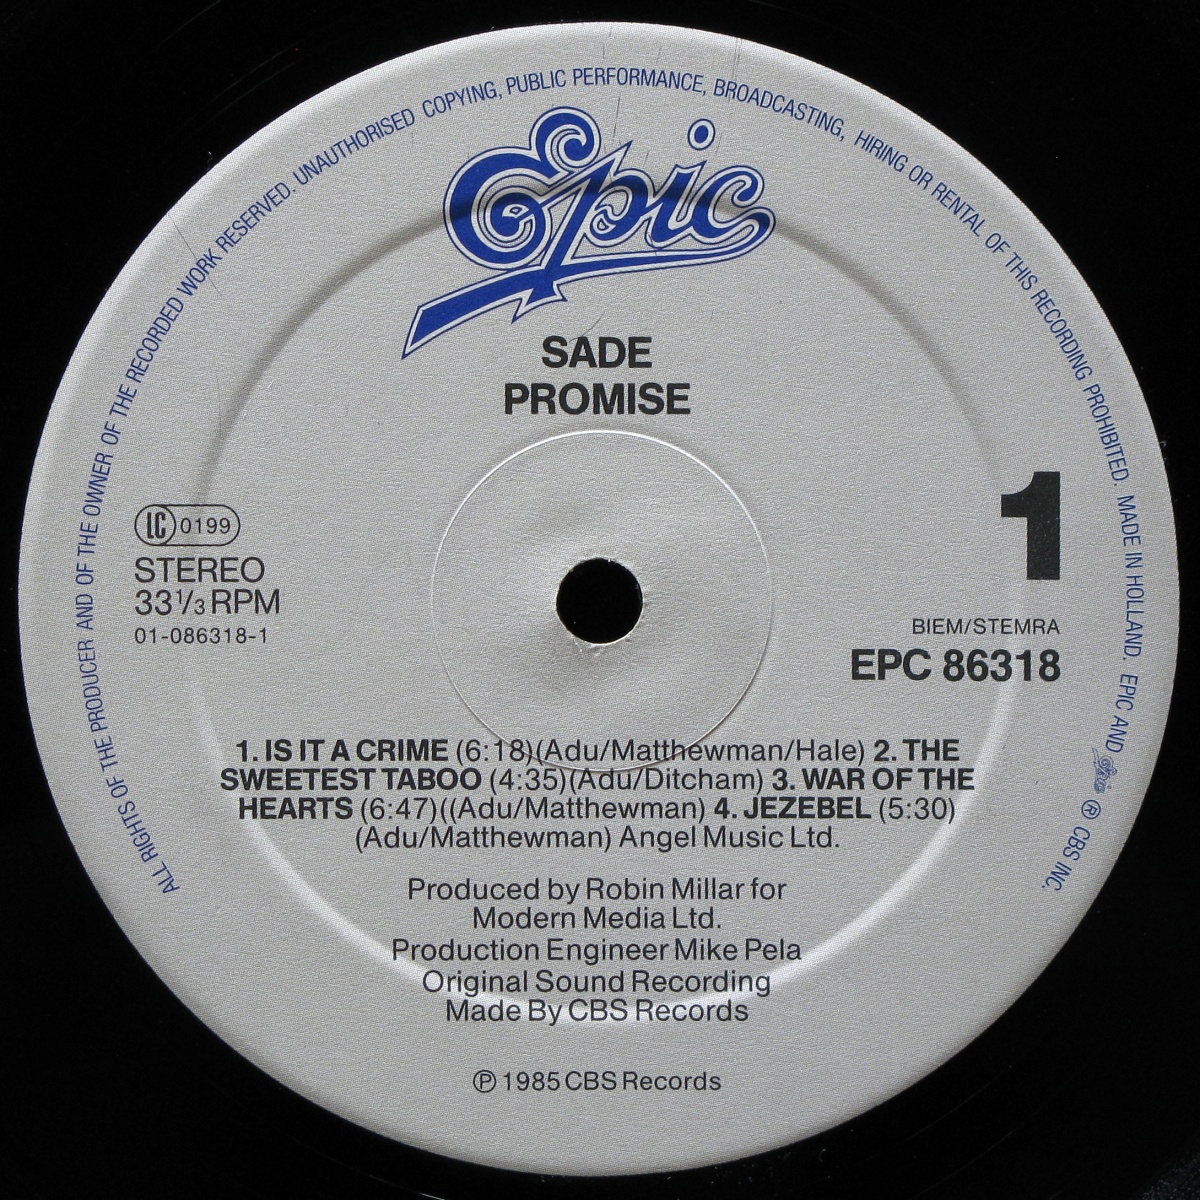 ALL RIGHTS OF THE PRODUCER AND OF THE OWNER OF THE RECORDED WORK RESERVED. UNAUTHORISED COPYING, PUBLIC PERFORMANCE, BROADCASTING, HIRING OR RENTAL OF THIS RECORDING PROHIBITED. MADE IN HOLLAND. EPIC AND Epic ® CBS INC.
Epic
SADE
PROMISE
LC 0199
STEREO
33 1/3 RPM
01-086318-1
1
BIEM/STEMRA
EPC 86318
1. IS IT A CRIME (6:18)(Adu/Matthewman/Hale) 2. THE
SWEETEST TABOO (4:35)(Adu/Ditcham) 3. WAR OF THE
HEARTS (6:47)((Adu/Matthewman) 4. JEZEBEL (5:30)
(Adu/Matthewman) Angel Music Ltd.
Produced by Robin Millar for
Modern Media Ltd.
Production Engineer Mike Pela
Original Sound Recording
Made By CBS Records
℗ 1985 CBS Records